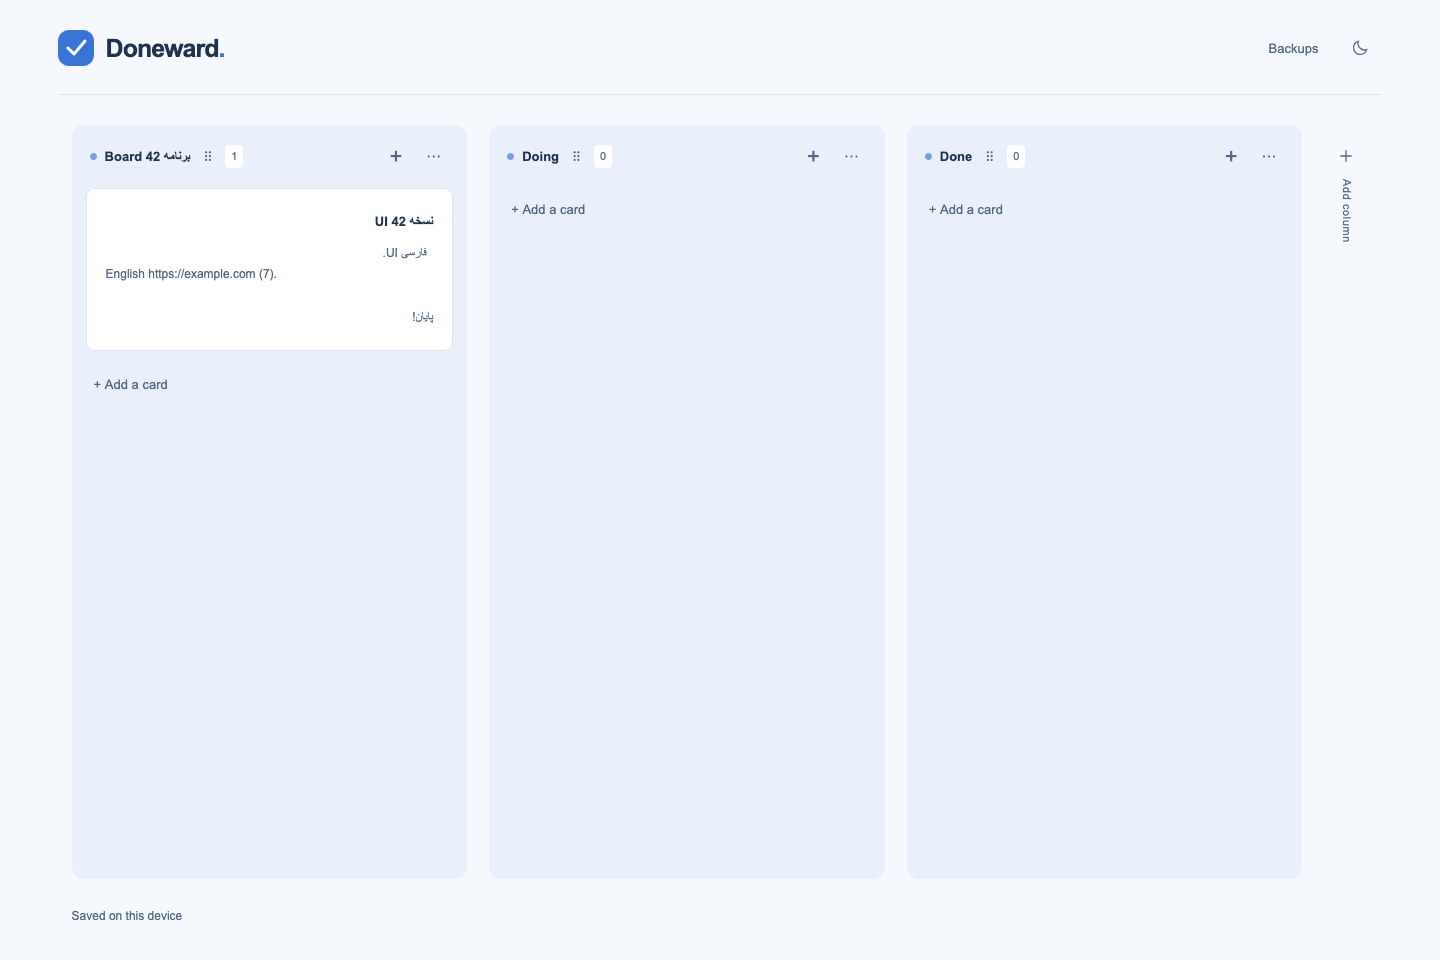 Doneward.
Backups
Board 42 برنامه
1
نسخه UI 42
فارسی UI.
English https://example.com (7).
پایان!
+ Add a card
Doing
0
+ Add a card
Done
0
+ Add a card
Add column
Saved on this device